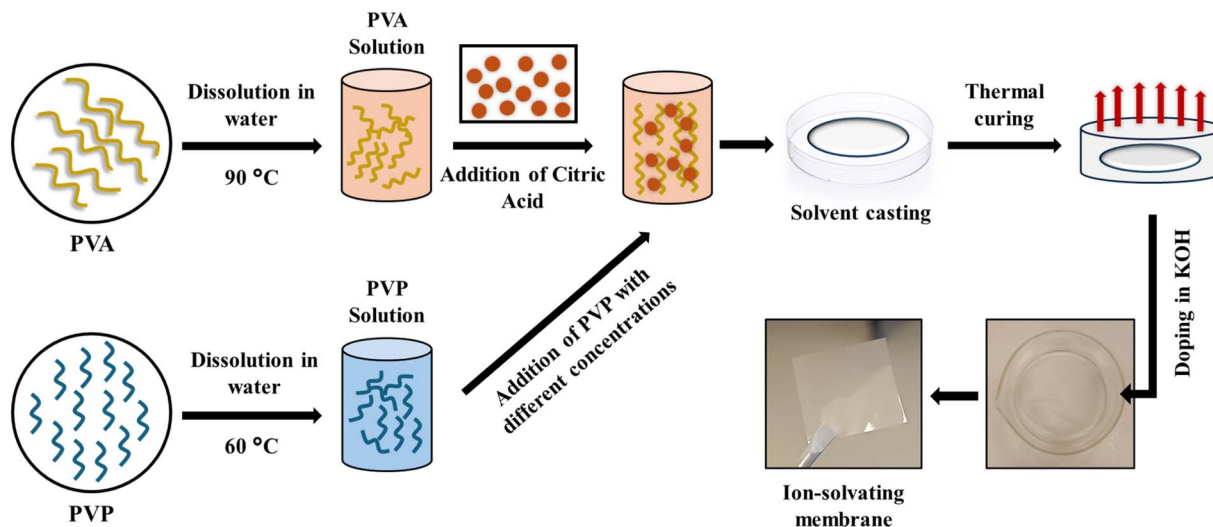 PVA
Dissolution in
water
90 °C
PVA
Solution
Addition of Citric
Acid
Solvent casting
Thermal
curing
Doping in KOH
PVP
Dissolution in
water
60 °C
PVP
Solution
Addition of PVP with
different concentrations
Ion-solvating
membrane